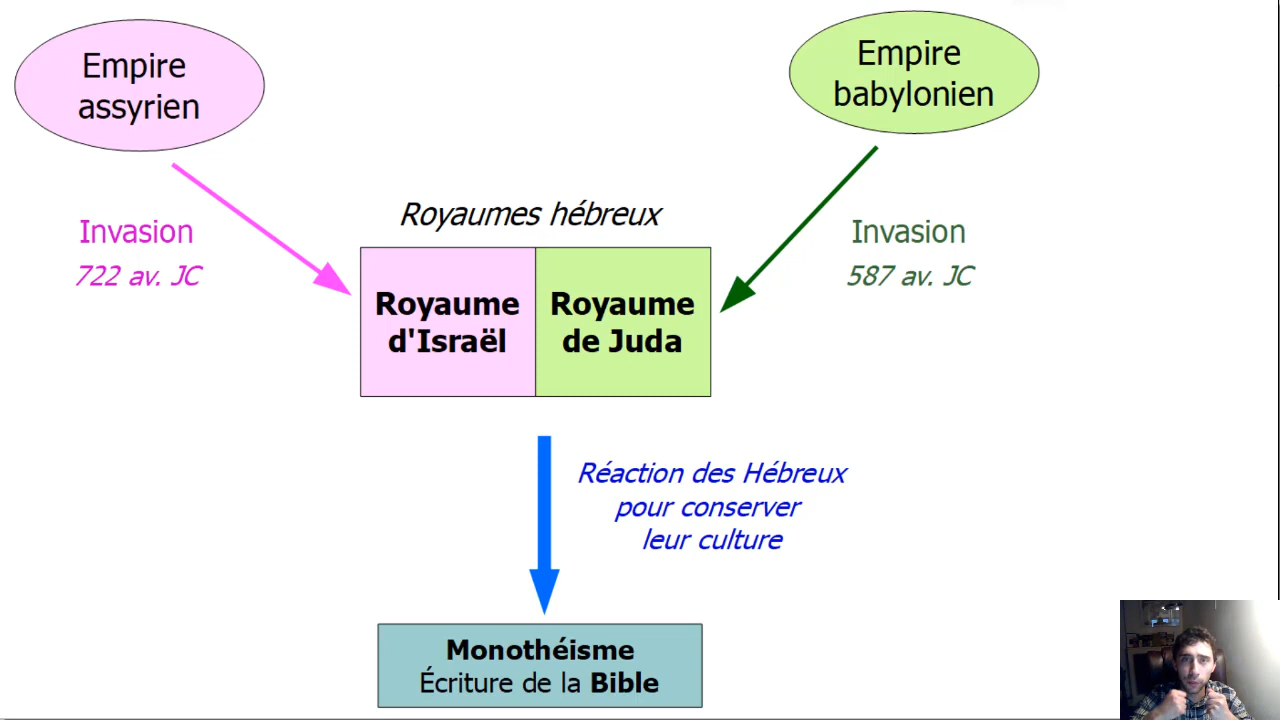 Empire
assyrien
Empire
babylonien
Invasion
722 av. JC
Royaumes hébreux
Invasion
587 av. JC
Royaume
d'Israël
Royaume
de Juda
Réaction des Hébreux
pour conserver
leur culture
Monothéisme
Écriture de la Bible